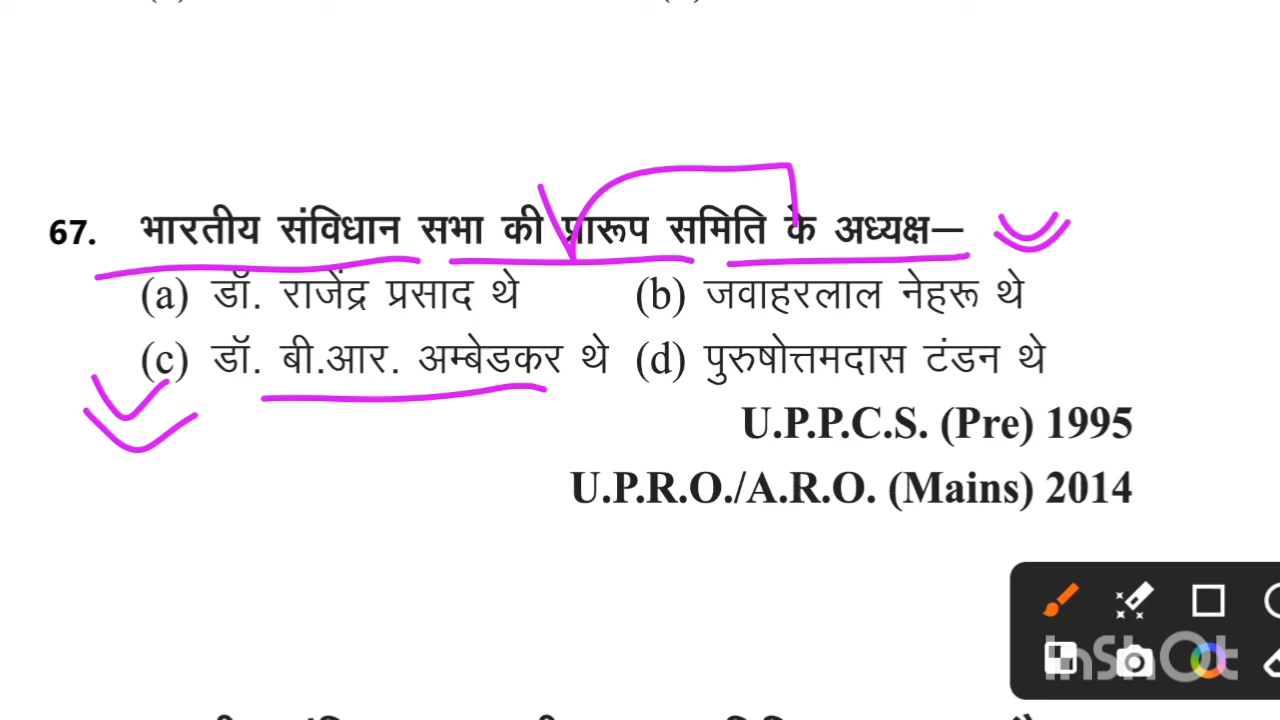 67. भारतीय संविधान सभा की प्रारूप समिति के अध्यक्ष—
(a) डॉ. राजेंद्र प्रसाद थे (b) जवाहरलाल नेहरू थे
(c) डॉ. बी.आर. अम्बेडकर थे (d) पुरुषोत्तमदास टंडन थे
U.P.P.C.S. (Pre) 1995
U.P.R.O./A.R.O. (Mains) 2014
InShOt